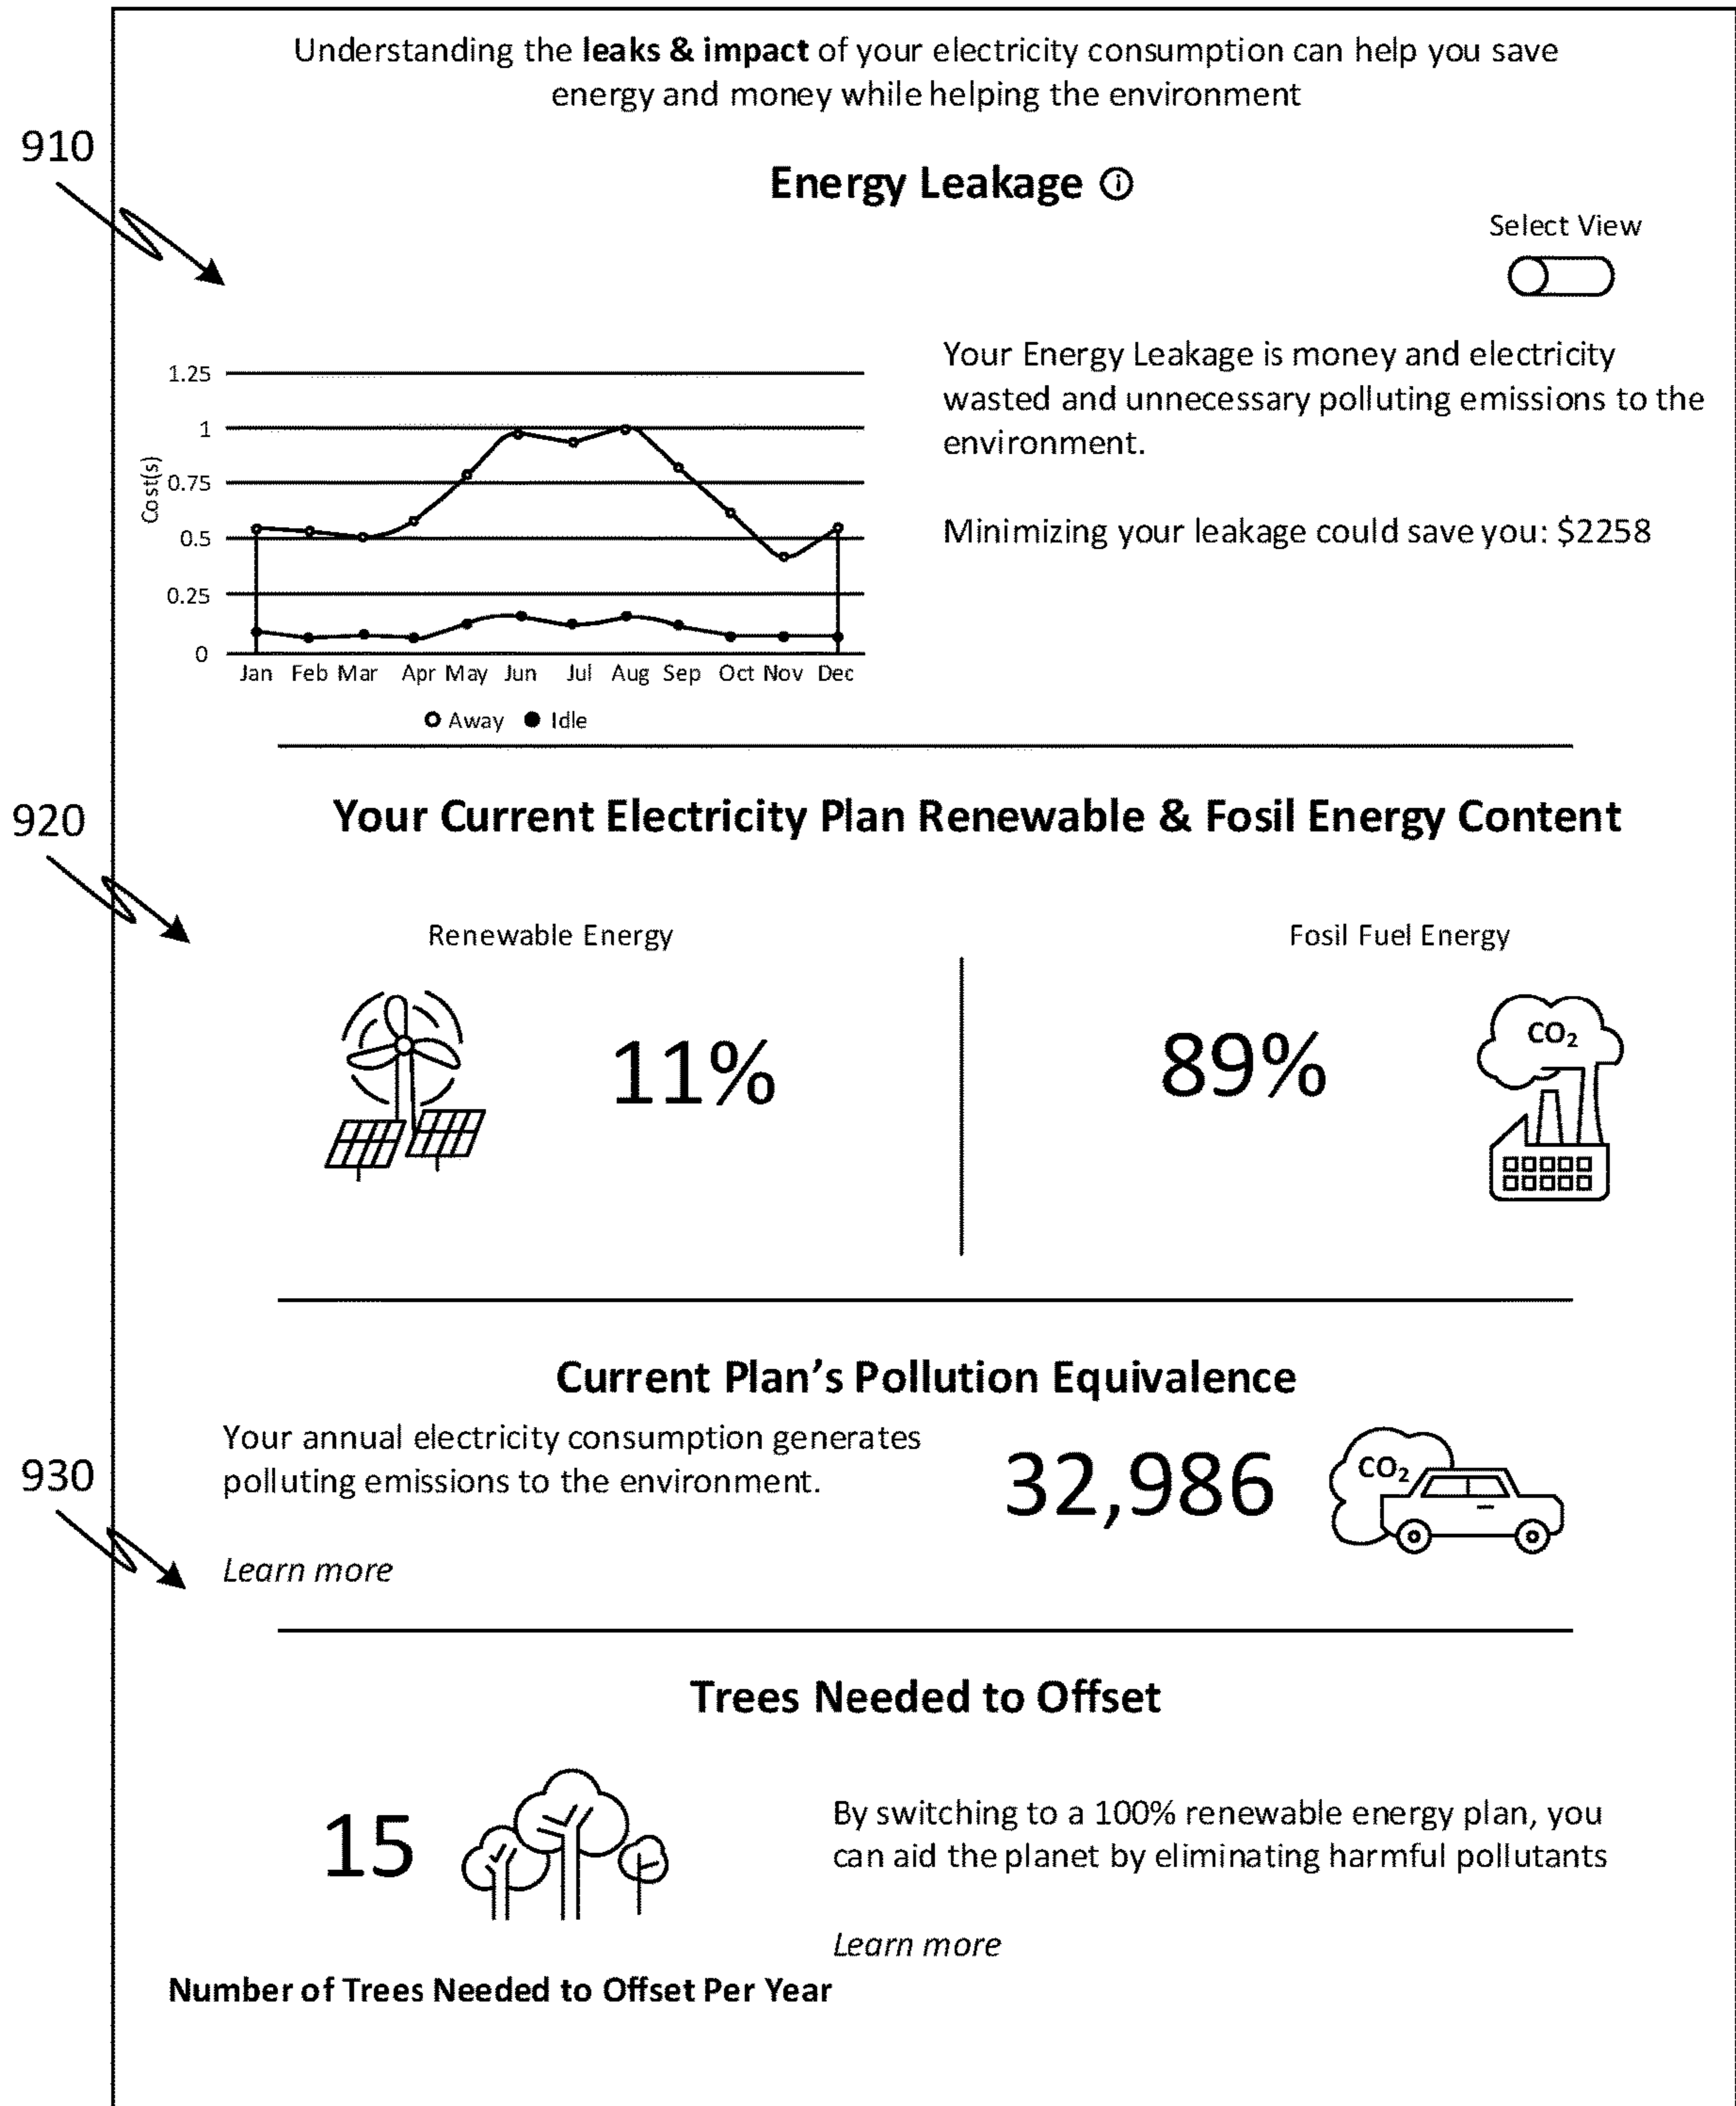 Understanding the leaks & impact of your electricity consumption can help you save
energy and money while helping the environment
910
Energy Leakage i
Select View
Your Energy Leakage is money and electricity
wasted and unnecessary polluting emissions to the
environment.
Minimizing your leakage could save you: $2258
Cost(s)
1.25
1
0.75
0.5
0.25
0
Jan Feb Mar Apr May Jun Jul Aug Sep Oct Nov Dec
Away Idle
920
Your Current Electricity Plan Renewable & Fosil Energy Content
Renewable Energy
Fosil Fuel Energy
11%
89%
CO₂
Current Plan's Pollution Equivalence
Your annual electricity consumption generates
polluting emissions to the environment.
32,986
CO₂
930
Learn more
Trees Needed to Offset
15
By switching to a 100% renewable energy plan, you
can aid the planet by eliminating harmful pollutants
Learn more
Number of Trees Needed to Offset Per Year